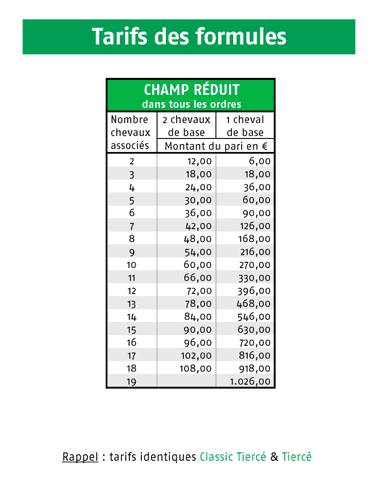 Tarifs des formules
CHAMP RÉDUIT
dans tous les ordres
Nombre chevaux associés | 2 chevaux de base | 1 cheval de base
Montant du pari en €
2 12,00 6,00
3 18,00 18,00
4 24,00 36,00
5 30,00 60,00
6 36,00 90,00
7 42,00 126,00
8 48,00 168,00
9 54,00 216,00
10 60,00 270,00
11 66,00 330,00
12 72,00 396,00
13 78,00 468,00
14 84,00 546,00
15 90,00 630,00
16 96,00 720,00
17 102,00 816,00
18 108,00 918,00
19 1.026,00
Rappel : tarifs identiques Classic Tiercé & Tiercé